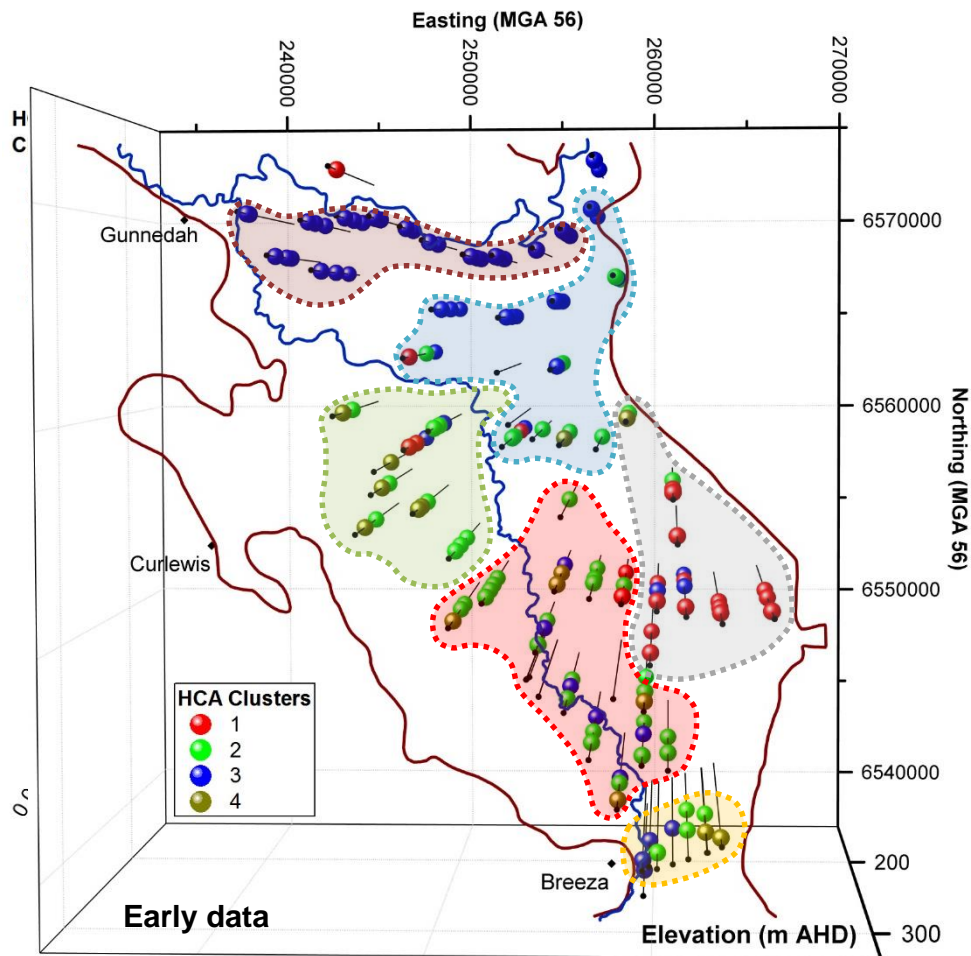 Easting (MGA 56)
240000
250000
260000
270000
H
C
6570000
Gunnedah
6560000
Northing (MGA 56)
Curlewis
6550000
HCA Clusters
1
2
3
4
6540000
200
Breeza
Early data
Elevation (m AHD)
300